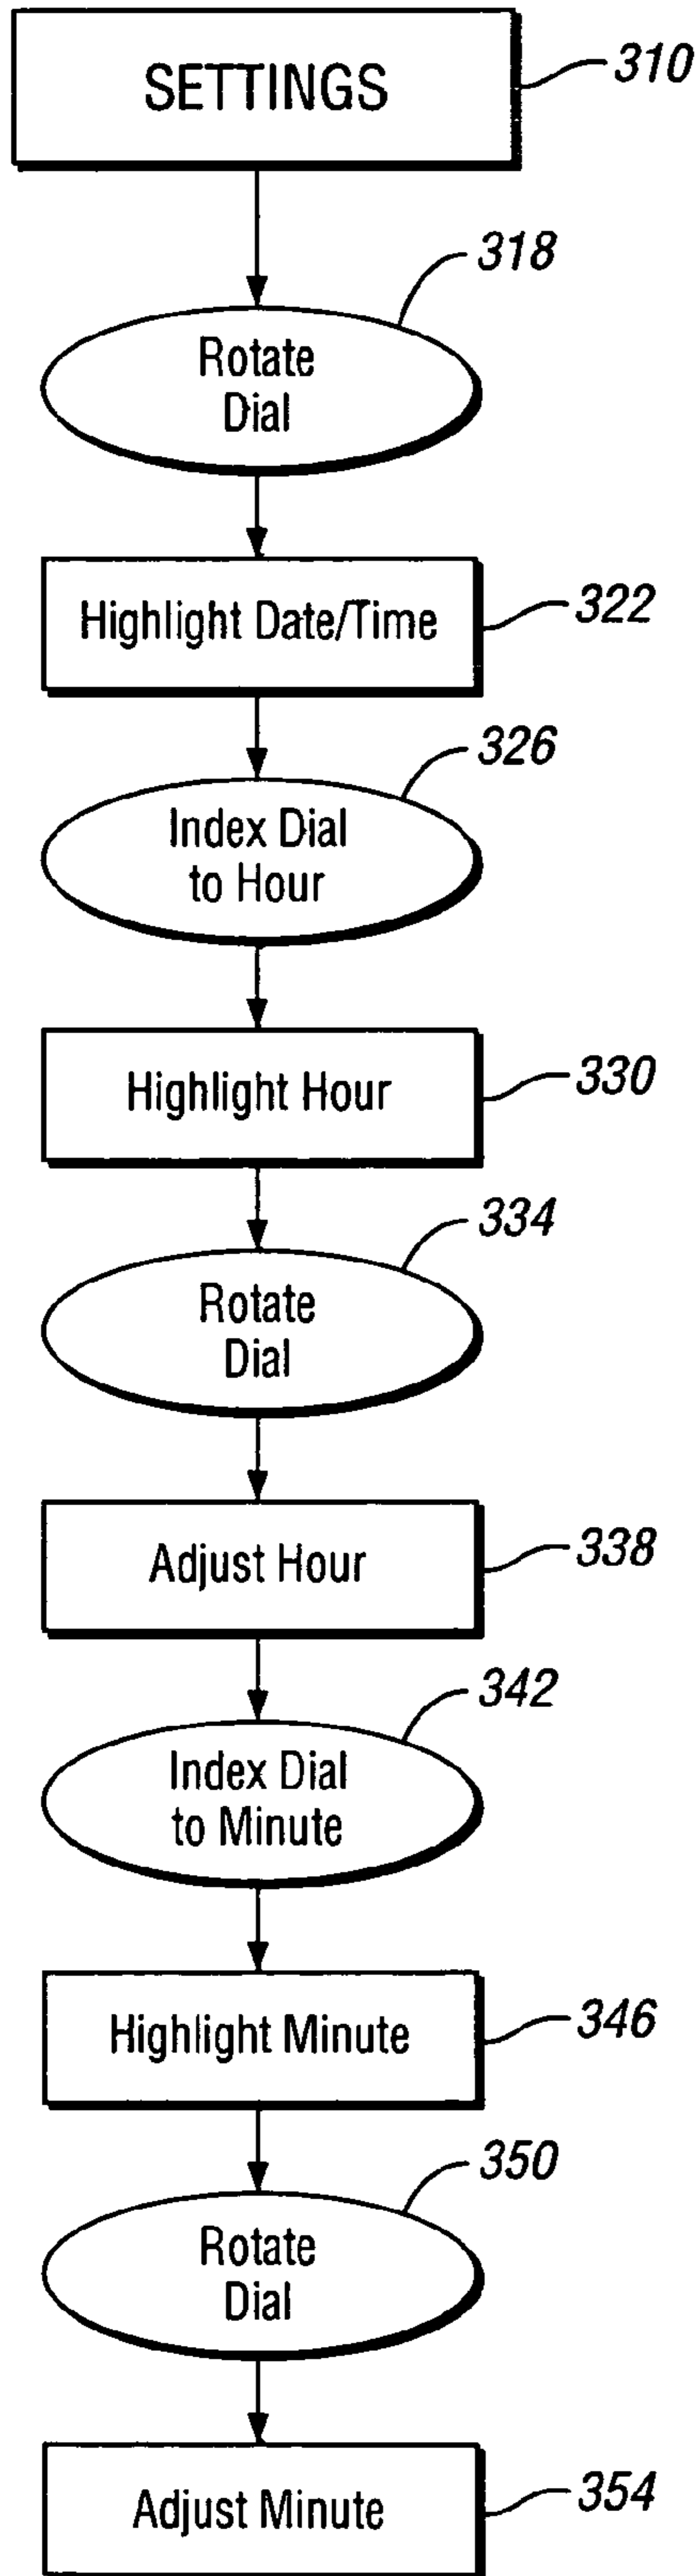 SETTINGS
310
318
Rotate
Dial
Highlight Date/Time
322
326
Index Dial
to Hour
Highlight Hour
330
334
Rotate
Dial
Adjust Hour
338
342
Index Dial
to Minute
Highlight Minute
346
350
Rotate
Dial
Adjust Minute
354